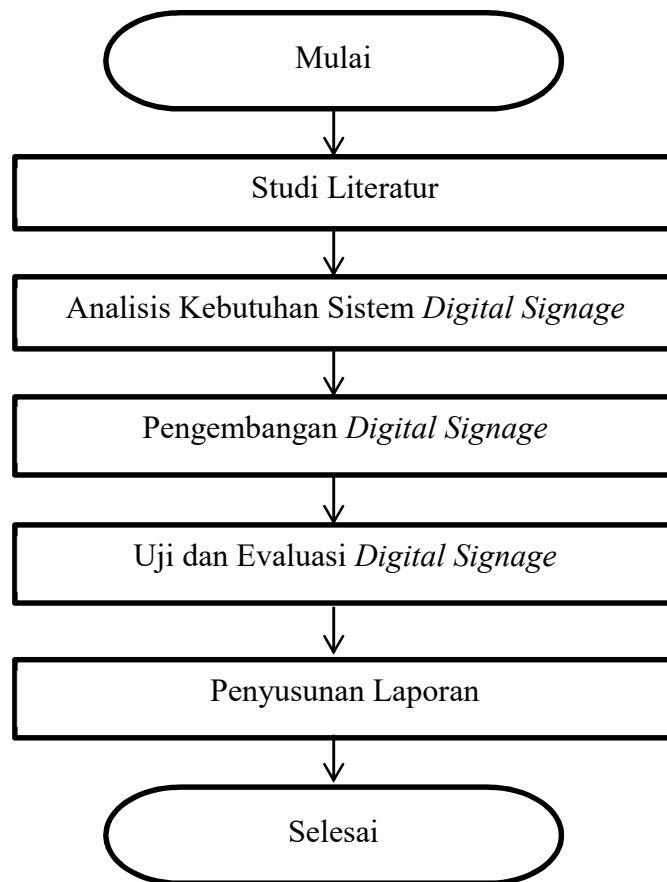 Mulai
Studi Literatur
Analisis Kebutuhan Sistem Digital Signage
Pengembangan Digital Signage
Uji dan Evaluasi Digital Signage
Penyusunan Laporan
Selesai